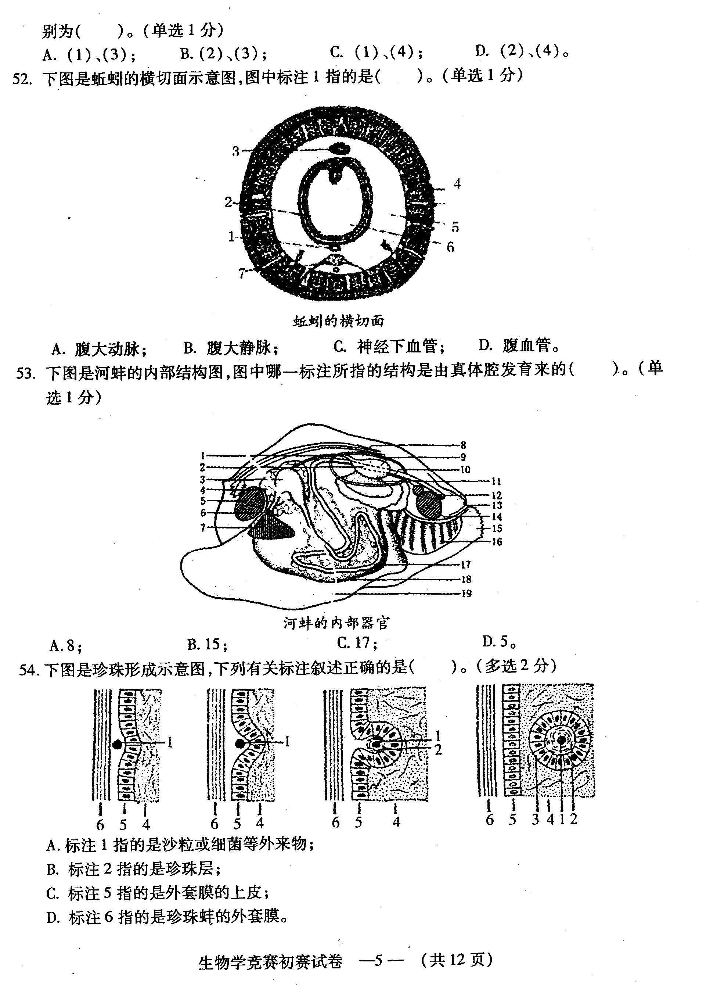 别为(　　)。(单选1分)
A. (1)、(3);　B. (2)、(3);　C. (1)、(4);　D. (2)、(4)。
52. 下图是蚯蚓的横切面示意图,图中标注1指的是(　　)。(单选1分)
3
4
2
5
1
6
7
蚯蚓的横切面
A. 腹大动脉;　B. 腹大静脉;　C. 神经下血管;　D. 腹血管。
53. 下图是河蚌的内部结构图,图中哪一标注所指的结构是由真体腔发育来的(　　)。(单
选1分)
1
2
3
4
5
6
7
8
9
10
11
12
13
14
15
16
17
18
19
河蚌的内部器官
A. 8;　B. 15;　C. 17;　D. 5。
54. 下图是珍珠形成示意图,下列有关标注叙述正确的是(　　)。(多选2分)
1
1
1
2
6 5 4
6 5 4
6 5 4
6 5 3 4 1 2
A. 标注1指的是沙粒或细菌等外来物;
B. 标注2指的是珍珠层;
C. 标注5指的是外套膜的上皮;
D. 标注6指的是珍珠蚌的外套膜。
生物学竞赛初赛试卷 —5— (共12页)